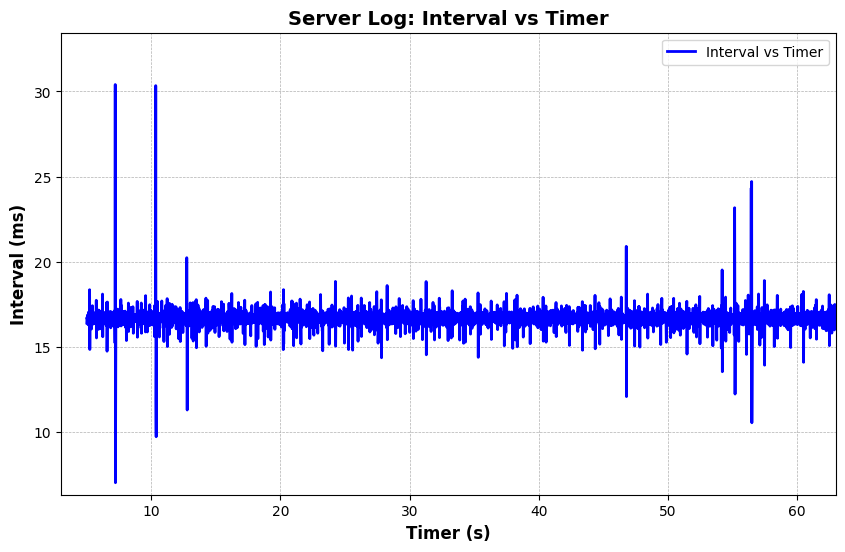 Server Log: Interval vs Timer
Interval vs Timer
30
25
20
15
10
Interval (ms)
10 20 30 40 50 60
Timer (s)